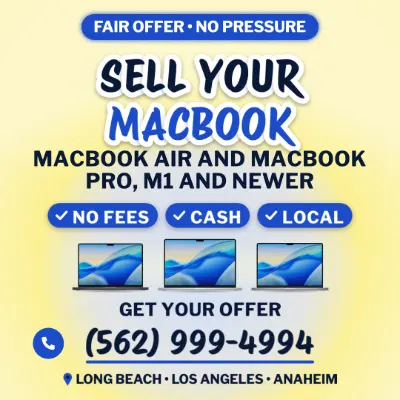 FAIR OFFER • NO PRESSURE
SELL YOUR
MACBOOK
MACBOOK AIR AND MACBOOK
PRO, M1 AND NEWER
NO FEES CASH LOCAL
GET YOUR OFFER
(562) 999-4994
LONG BEACH • LOS ANGELES • ANAHEIM